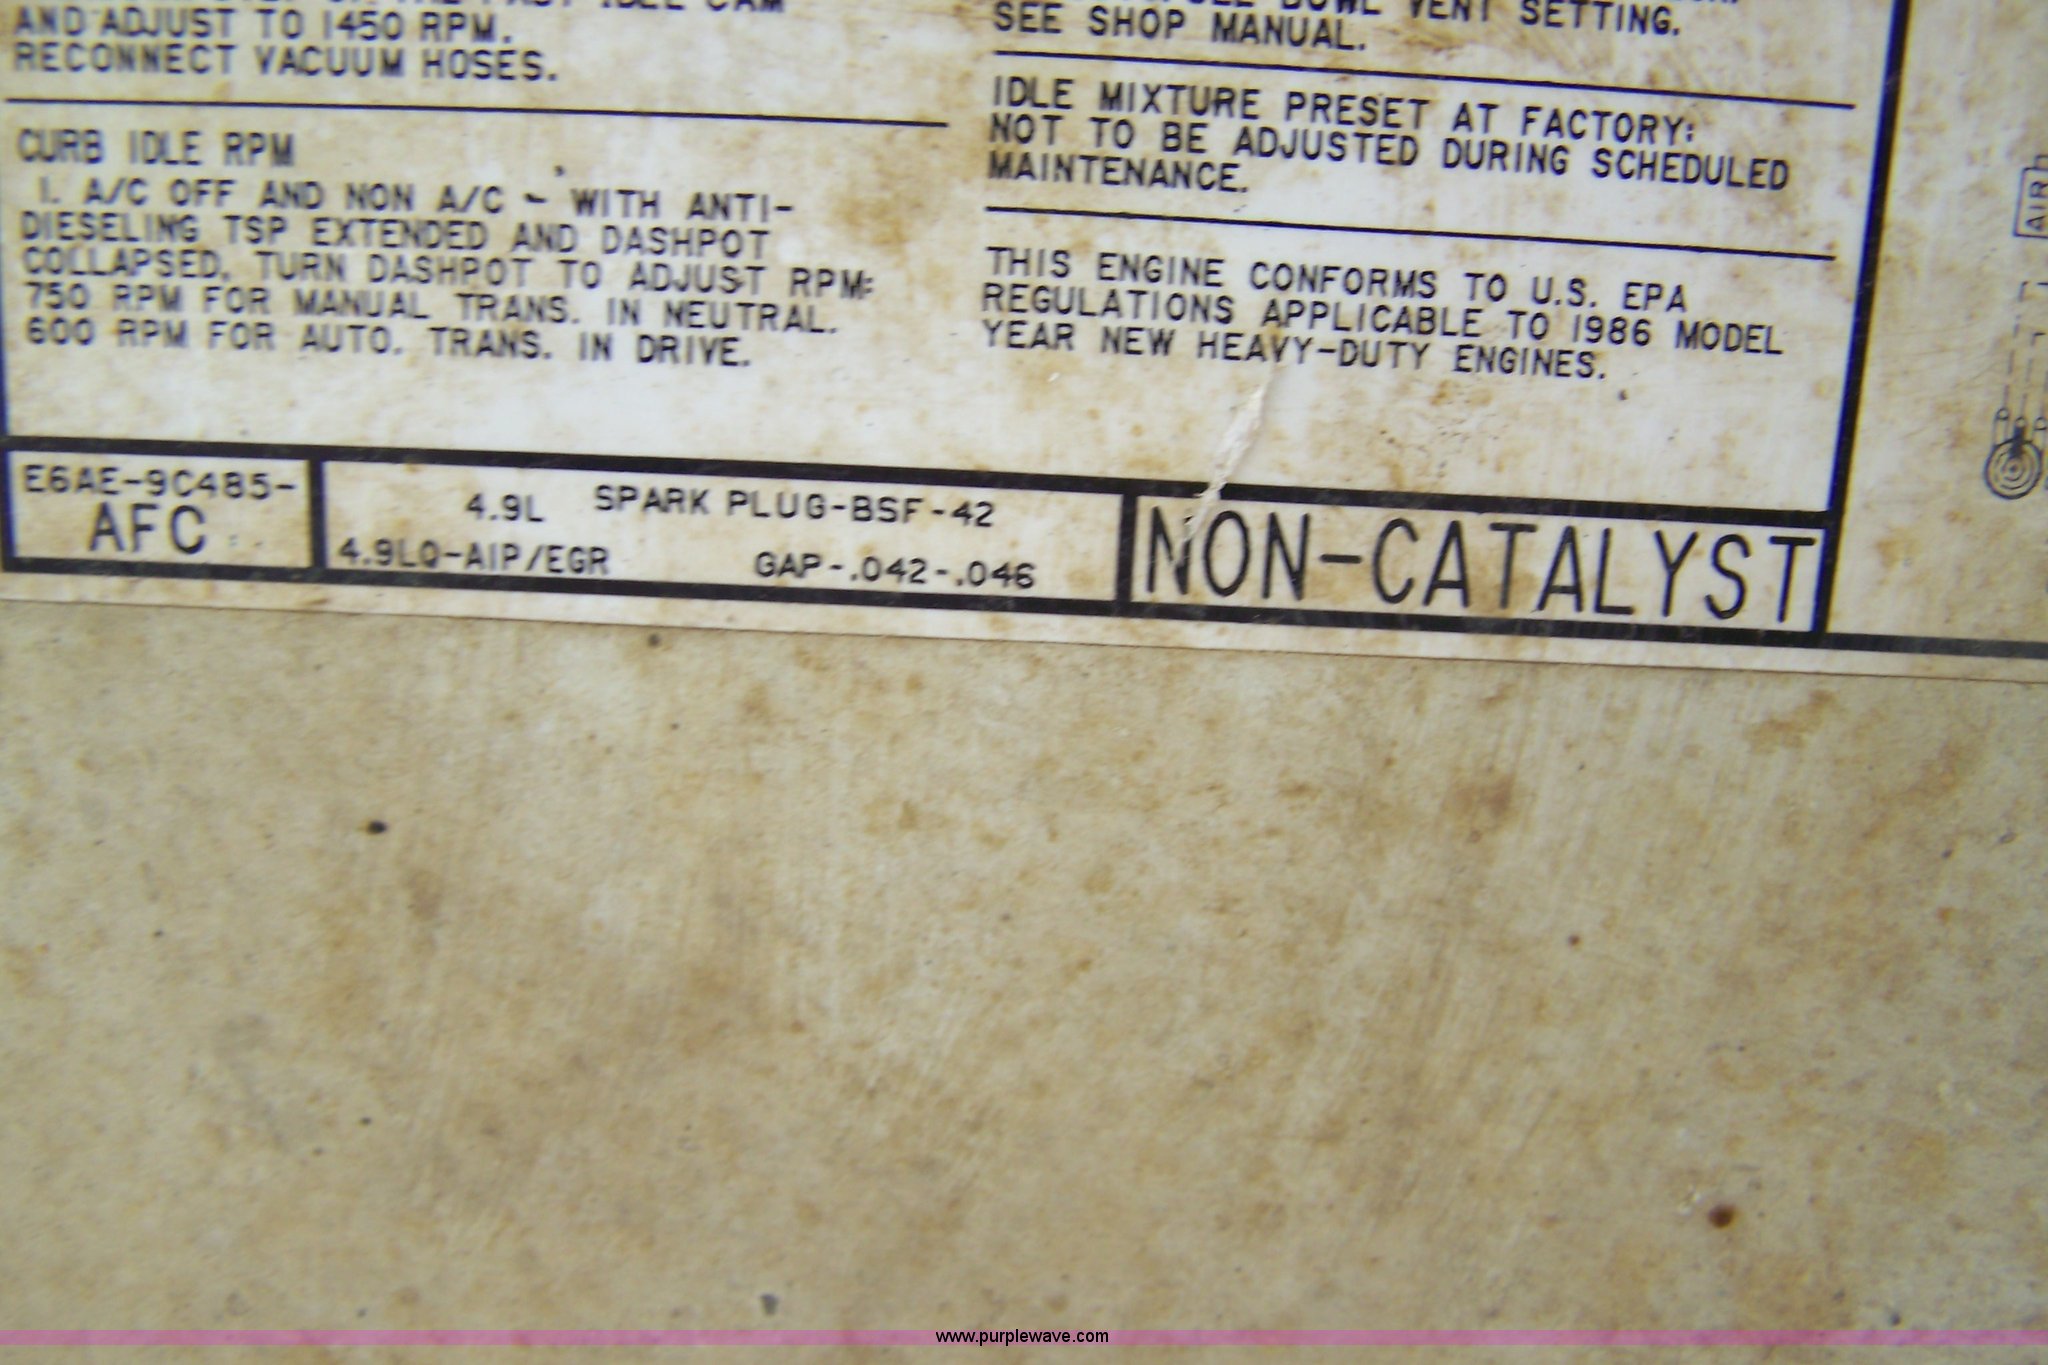 AND ADJUST TO 1450 RPM.
RECONNECT VACUUM HOSES.
CURB IDLE RPM
1. A/C OFF AND NON A/C - WITH ANTI-
DIESELING TSP EXTENDED AND DASHPOT
COLLAPSED, TURN DASHPOT TO ADJUST RPM:
750 RPM FOR MANUAL TRANS. IN NEUTRAL.
600 RPM FOR AUTO. TRANS. IN DRIVE.
BOWL VENT SETTING.
SEE SHOP MANUAL.
IDLE MIXTURE PRESET AT FACTORY:
NOT TO BE ADJUSTED DURING SCHEDULED
MAINTENANCE.
THIS ENGINE CONFORMS TO U.S. EPA
REGULATIONS APPLICABLE TO 1986 MODEL
YEAR NEW HEAVY-DUTY ENGINES.
AIR
E6AE-9C485-
AFC
4.9L SPARK PLUG-BSF-42
4.9LQ-AIP/EGR GAP-.042-.046
NON-CATALYST
www.purplewave.com